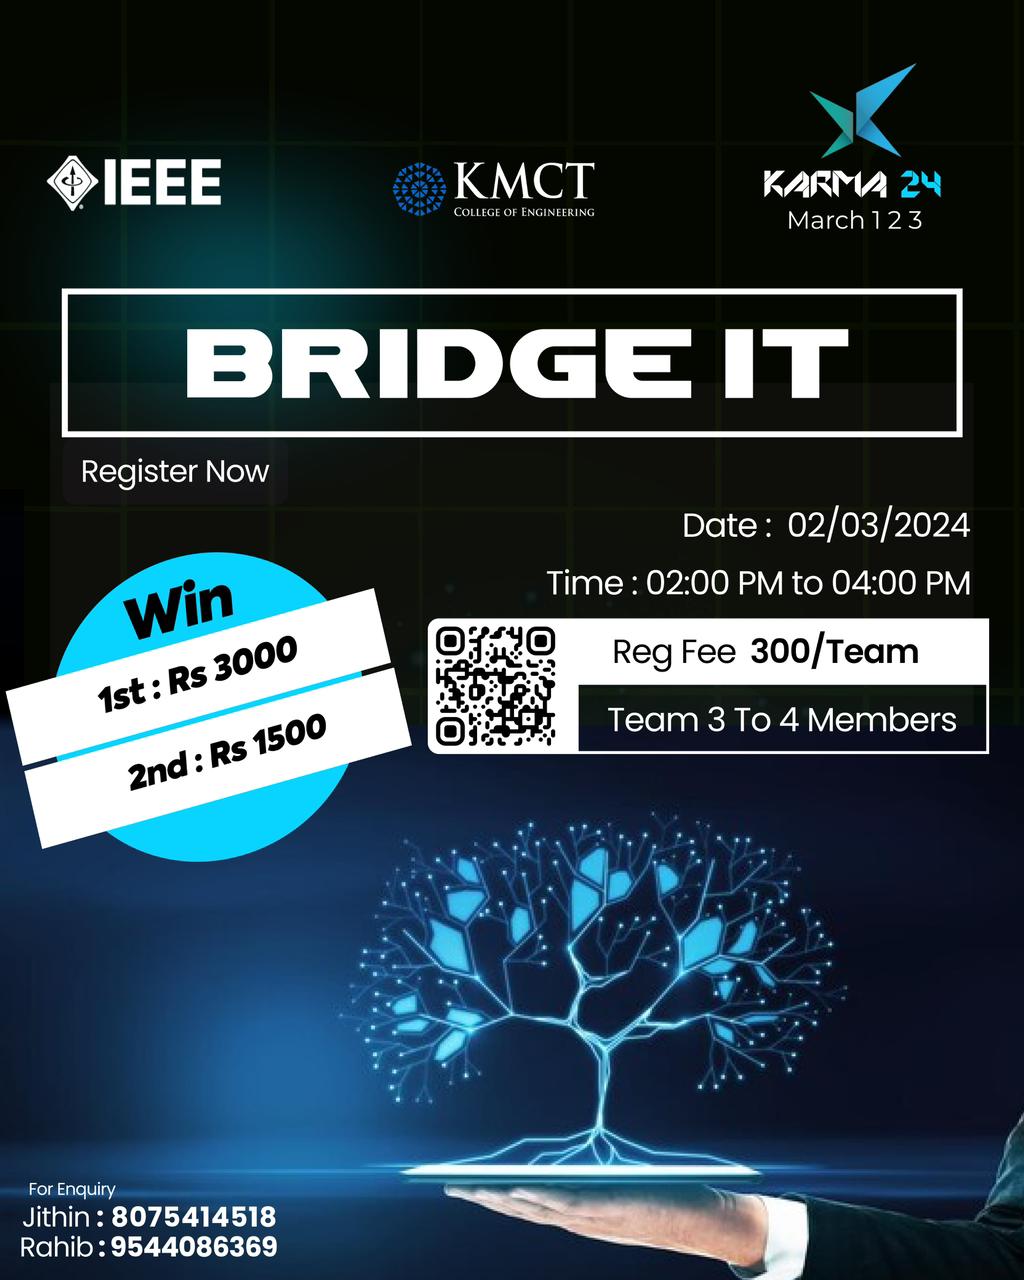 IEEE
KMCT
College of Engineering
KARMA 24
March 1 2 3
BRIDGE IT
Register Now
Date : 02/03/2024
Time : 02:00 PM to 04:00 PM
Win
1st : Rs 3000
2nd : Rs 1500
Reg Fee 300/Team
Team 3 To 4 Members
For Enquiry
Jithin : 8075414518
Rahib : 9544086369